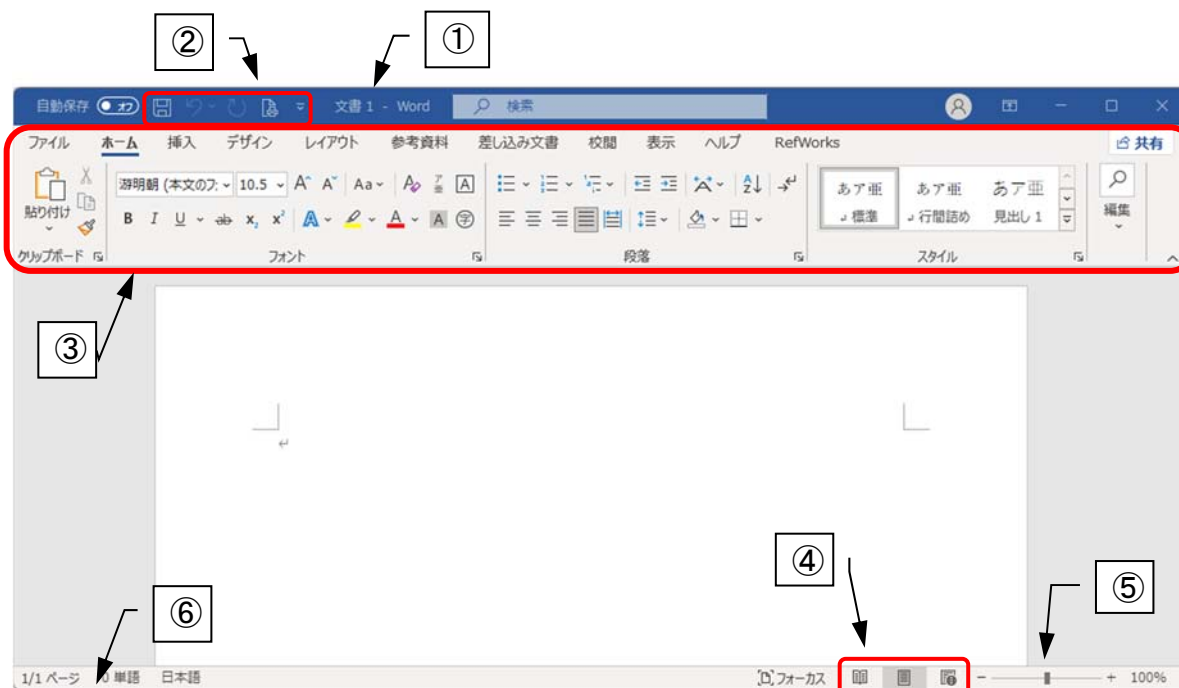 ② ①
自動保存 オフ 文書 1 - Word 検索
ファイル ホーム 挿入 デザイン レイアウト 参考資料 差し込み文書 校閲 表示 ヘルプ RefWorks 共有
游明朝 (本文のフ: 10.5 A A Aa A ア亜 A
あア亜 あア亜 あア亜
貼り付け
B I U ab x₂ x² A A A 字
標準 行間詰め 見出し 1
編集
クリップボード フォント 段落 スタイル
③
④
⑤
⑥
1/1 ページ 0 単語 日本語 フォーカス - + 100%